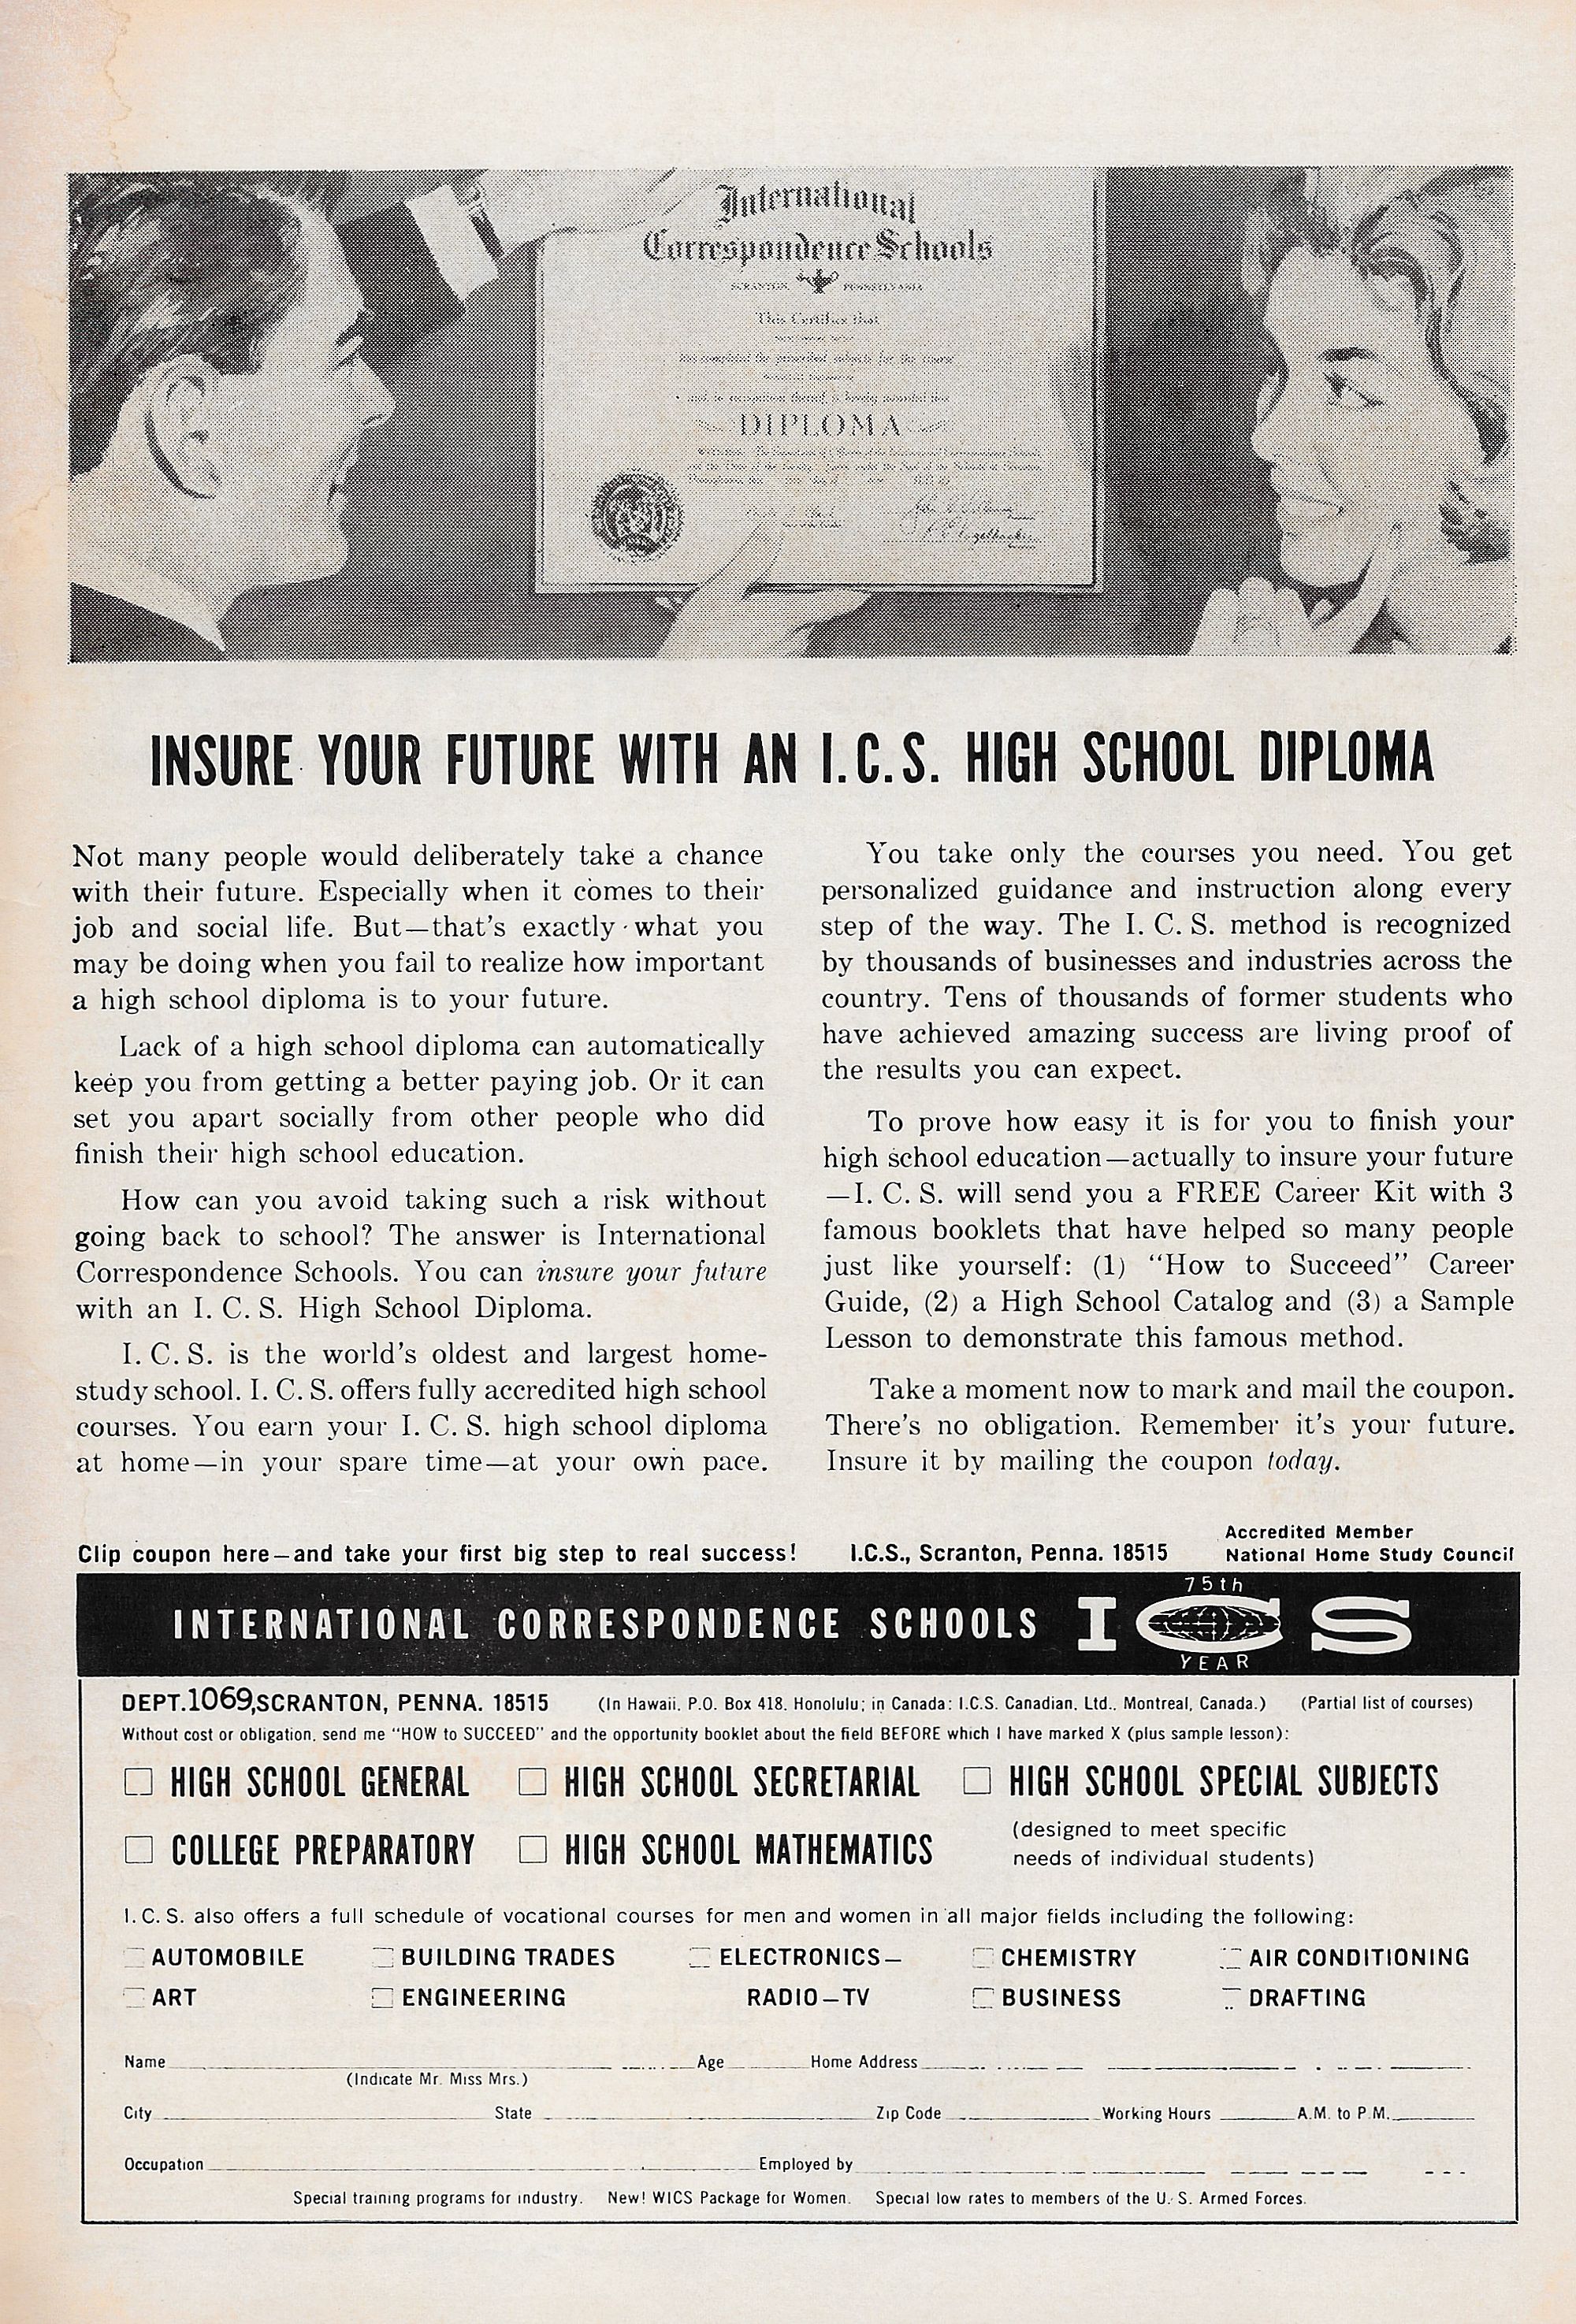 International
Correspondence Schools
SCRANTON, PENNSYLVANIA
This Certifies that
has completed the prescribed subjects for the course
and in recognition thereof is hereby awarded this
DIPLOMA
INSURE YOUR FUTURE WITH AN I.C.S. HIGH SCHOOL DIPLOMA
Not many people would deliberately take a chance
with their future. Especially when it comes to their
job and social life. But—that's exactly what you
may be doing when you fail to realize how important
a high school diploma is to your future.
Lack of a high school diploma can automatically
keep you from getting a better paying job. Or it can
set you apart socially from other people who did
finish their high school education.
How can you avoid taking such a risk without
going back to school? The answer is International
Correspondence Schools. You can insure your future
with an I. C. S. High School Diploma.
I. C. S. is the world's oldest and largest home-
study school. I. C. S. offers fully accredited high school
courses. You earn your I. C. S. high school diploma
at home—in your spare time—at your own pace.
You take only the courses you need. You get
personalized guidance and instruction along every
step of the way. The I. C. S. method is recognized
by thousands of businesses and industries across the
country. Tens of thousands of former students who
have achieved amazing success are living proof of
the results you can expect.
To prove how easy it is for you to finish your
high school education—actually to insure your future
—I. C. S. will send you a FREE Career Kit with 3
famous booklets that have helped so many people
just like yourself: (1) "How to Succeed" Career
Guide, (2) a High School Catalog and (3) a Sample
Lesson to demonstrate this famous method.
Take a moment now to mark and mail the coupon.
There's no obligation. Remember it's your future.
Insure it by mailing the coupon today.
Clip coupon here—and take your first big step to real success! I.C.S., Scranton, Penna. 18515
Accredited Member
National Home Study Council
INTERNATIONAL CORRESPONDENCE SCHOOLS ICS
75th
YEAR
DEPT.1069,SCRANTON, PENNA. 18515 (In Hawaii, P.O. Box 418, Honolulu; in Canada: I.C.S. Canadian, Ltd., Montreal, Canada.) (Partial list of courses)
Without cost or obligation, send me "HOW to SUCCEED" and the opportunity booklet about the field BEFORE which I have marked X (plus sample lesson):
HIGH SCHOOL GENERAL HIGH SCHOOL SECRETARIAL HIGH SCHOOL SPECIAL SUBJECTS
COLLEGE PREPARATORY HIGH SCHOOL MATHEMATICS
(designed to meet specific
needs of individual students)
I. C. S. also offers a full schedule of vocational courses for men and women in all major fields including the following:
AUTOMOBILE BUILDING TRADES ELECTRONICS— CHEMISTRY AIR CONDITIONING
ART ENGINEERING RADIO—TV BUSINESS DRAFTING
Name Age Home Address
(Indicate Mr. Miss Mrs.)
City State Zip Code Working Hours A.M. to P.M.
Occupation Employed by
Special training programs for industry. New! WICS Package for Women. Special low rates to members of the U. S. Armed Forces.